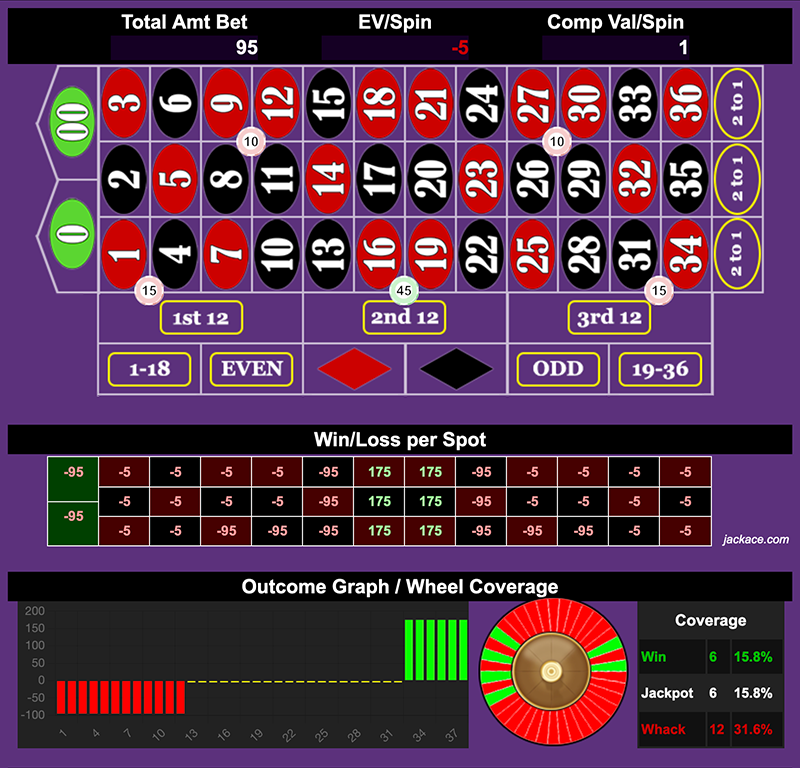 Total Amt Bet EV/Spin Comp Val/Spin
95 -5 1
00 3 6 9 12 15 18 21 24 27 30 33 36 2 to 1
10 10
2 5 8 11 14 17 20 23 26 29 32 35 2 to 1
0 1 4 7 10 13 16 19 22 25 28 31 34 2 to 1
15 45 15
1st 12 2nd 12 3rd 12
1-18 EVEN ODD 19-36
Win/Loss per Spot
-95 -5 -5 -5 -5 -95 175 175 -95 -5 -5 -5 -5
-5 -5 -5 -5 -95 175 175 -95 -5 -5 -5 -5
-95 -5 -5 -95 -95 -95 175 175 -95 -95 -95 -5 -5
jackace.com
Outcome Graph / Wheel Coverage
200
150
100
50
0
-50
-100
1 4 7 10 13 16 19 22 25 28 31 34 37
Coverage
Win 6 15.8%
Jackpot 6 15.8%
Whack 12 31.6%